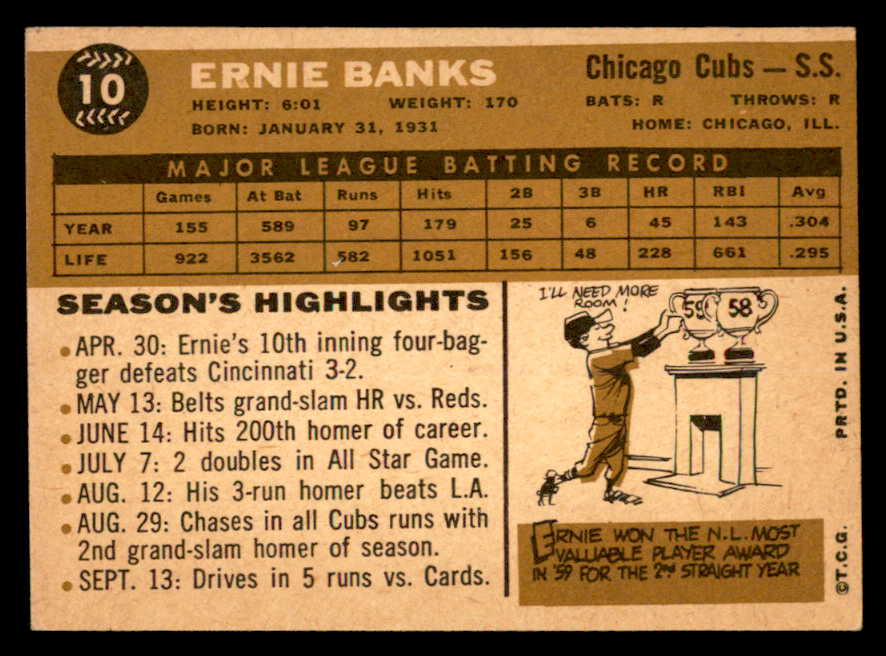 10
ERNIE BANKS
Chicago Cubs — S.S.
HEIGHT: 6:01 WEIGHT: 170
BATS: R THROWS: R
BORN: JANUARY 31, 1931
HOME: CHICAGO, ILL.
MAJOR LEAGUE BATTING RECORD
Games At Bat Runs Hits 2B 3B HR RBI Avg
YEAR 155 589 97 179 25 6 45 143 .304
LIFE 922 3562 582 1051 156 48 228 661 .295
SEASON'S HIGHLIGHTS
• APR. 30: Ernie's 10th inning four-bag-
ger defeats Cincinnati 3-2.
• MAY 13: Belts grand-slam HR vs. Reds.
• JUNE 14: Hits 200th homer of career.
• JULY 7: 2 doubles in All Star Game.
• AUG. 12: His 3-run homer beats L.A.
• AUG. 29: Chases in all Cubs runs with
2nd grand-slam homer of season.
• SEPT. 13: Drives in 5 runs vs. Cards.
I'LL NEED MORE
ROOM!
59 58
ERNIE WON THE N.L. MOST
VALUABLE PLAYER AWARD
IN '59 FOR THE 2nd STRAIGHT YEAR
©T.C.G. PRTD. IN U.S.A.